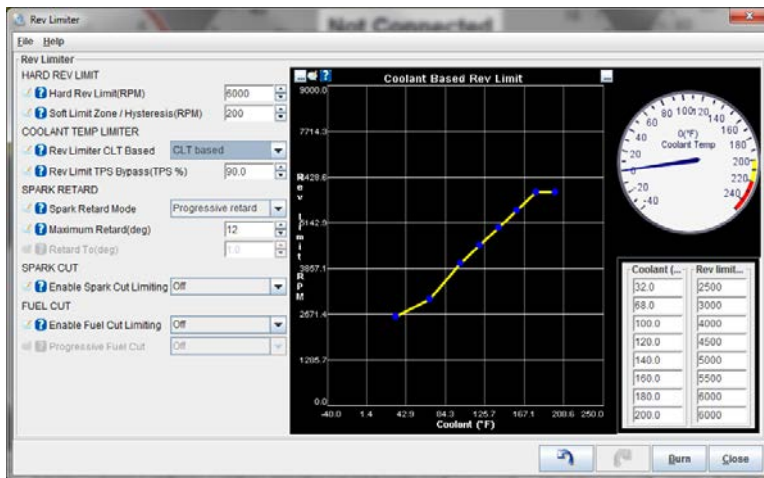 Rev Limiter
Not Connected
File Help
Rev Limiter
HARD REV LIMIT
Hard Rev Limit(RPM) 6000
Soft Limit Zone / Hysteresis(RPM) 200
COOLANT TEMP LIMITER
Rev Limiter CLT Based CLT based
Rev Limit TPS Bypass(TPS %) 90.0
SPARK RETARD
Spark Retard Mode Progressive retard
Maximum Retard(deg) 12
Retard To(deg) 1.0
SPARK CUT
Enable Spark Cut Limiting Off
FUEL CUT
Enable Fuel Cut Limiting Off
Progressive Fuel Cut Off
Coolant Based Rev Limit
9000.0
7714.3
6428.6
5142.9
3857.1
2571.4
1285.7
0.0
Rev limit RPM
-40.0 1.4 42.9 84.3 125.7 167.1 208.6 250.0
Coolant (°F)
-40 -20 0 20 40 60 80 100 120 140 160 180 200 220 240
0(°F)
Coolant Temp
Coolant (... Rev limit...
32.0 2500
68.0 3000
100.0 4000
120.0 4500
140.0 5000
160.0 5500
180.0 6000
200.0 6000
Burn Close